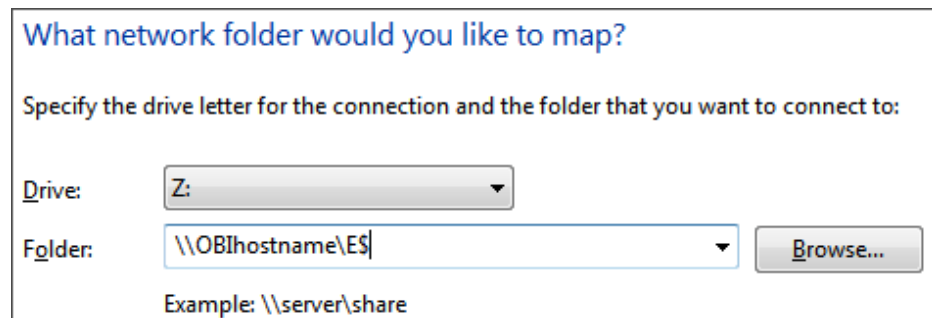 What network folder would you like to map?
Specify the drive letter for the connection and the folder that you want to connect to:
Drive: Z:
Folder: \\OBIhostname\E$ Browse...
Example: \\server\share